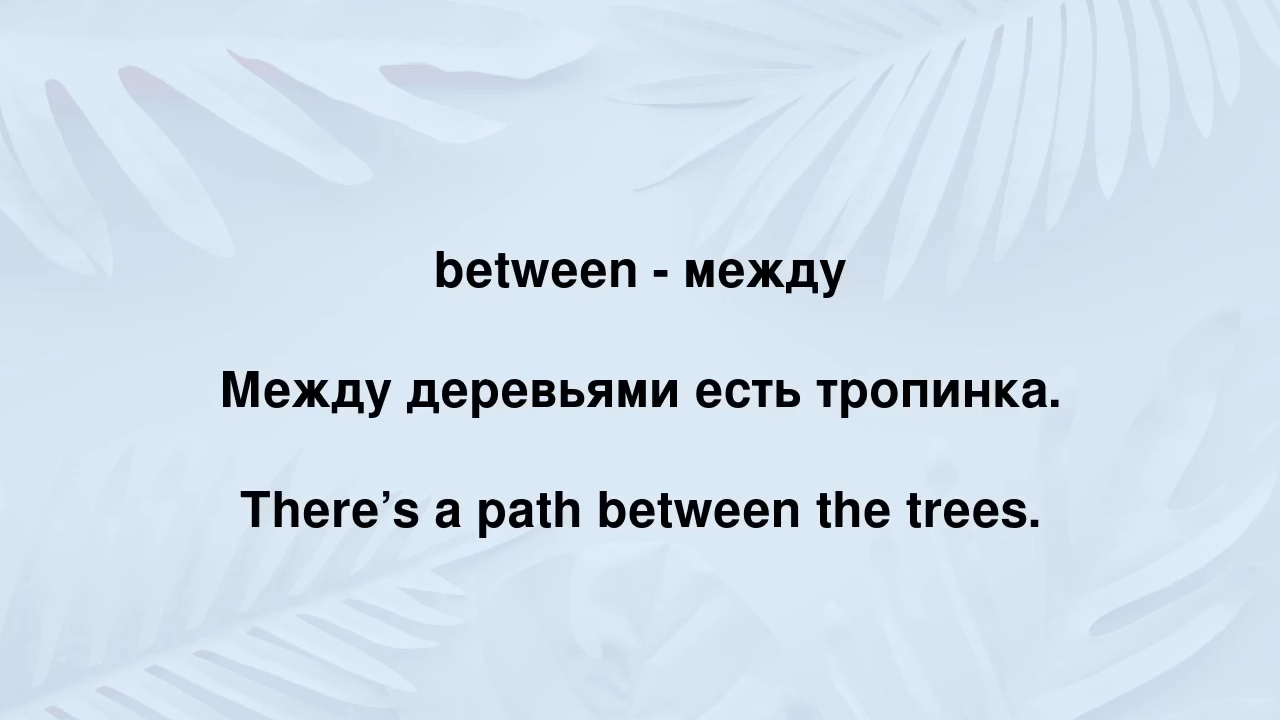 between - между
Между деревьями есть тропинка.
There’s a path between the trees.